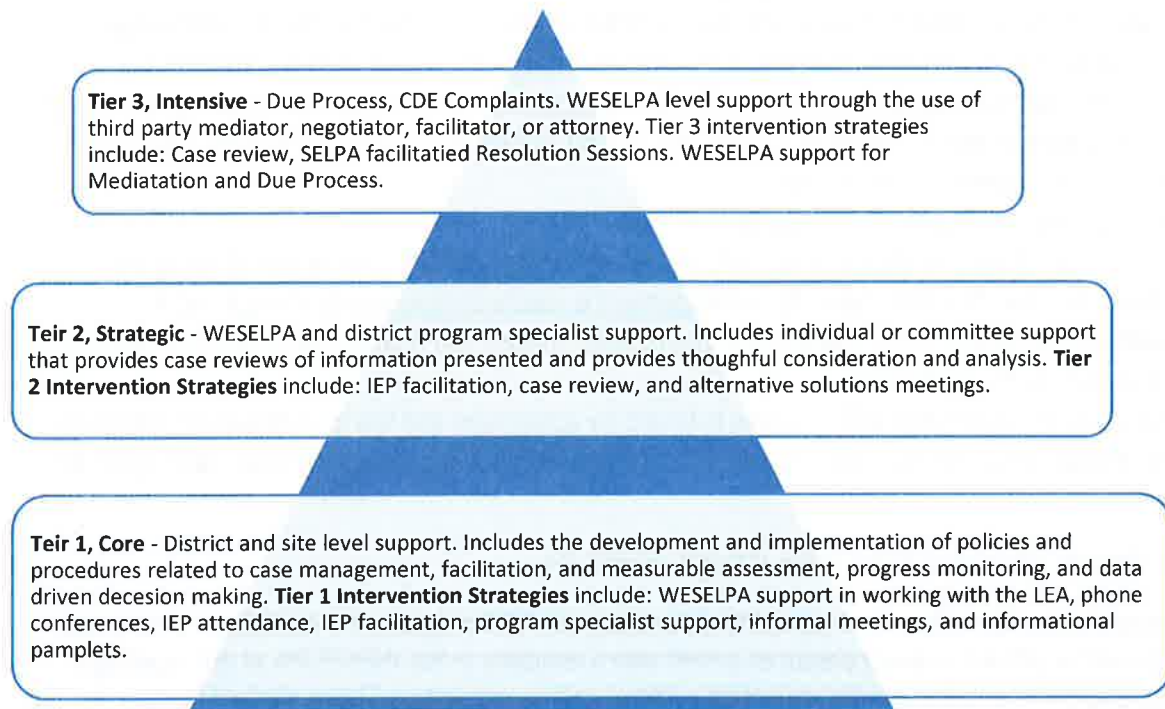 Tier 3, Intensive - Due Process, CDE Complaints. WESELPA level support through the use of
third party mediator, negotiator, facilitator, or attorney. Tier 3 intervention strategies
include: Case review, SELPA facilitatied Resolution Sessions. WESELPA support for
Mediatation and Due Process.
Teir 2, Strategic - WESELPA and district program specialist support. Includes individual or committee support
that provides case reviews of information presented and provides thoughful consideration and analysis. Tier
2 Intervention Strategies include: IEP facilitation, case review, and alternative solutions meetings.
Teir 1, Core - District and site level support. Includes the development and implementation of policies and
procedures related to case management, facilitation, and measurable assessment, progress monitoring, and data
driven decesion making. Tier 1 Intervention Strategies include: WESELPA support in working with the LEA, phone
conferences, IEP attendance, IEP facilitation, program specialist support, informal meetings, and informational
pamplets.